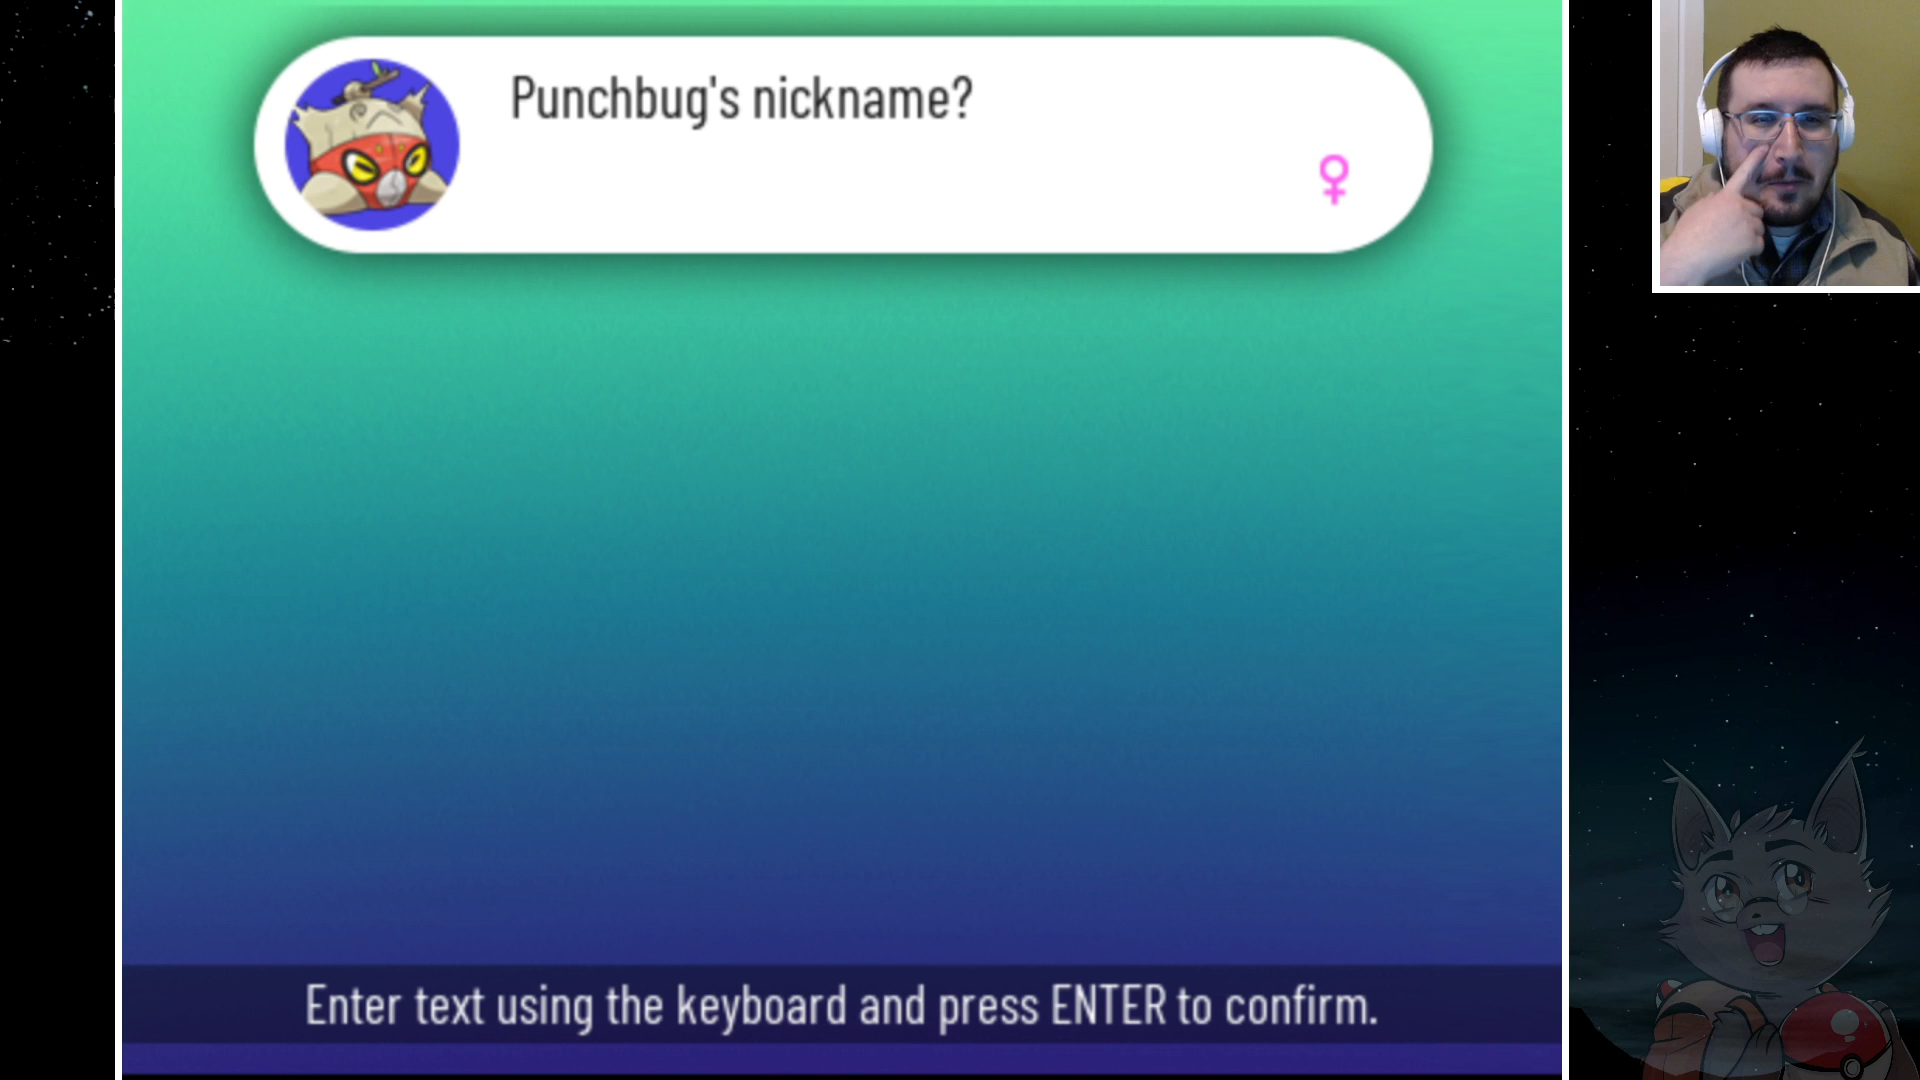 Punchbug's nickname?
Enter text using the keyboard and press ENTER to confirm.